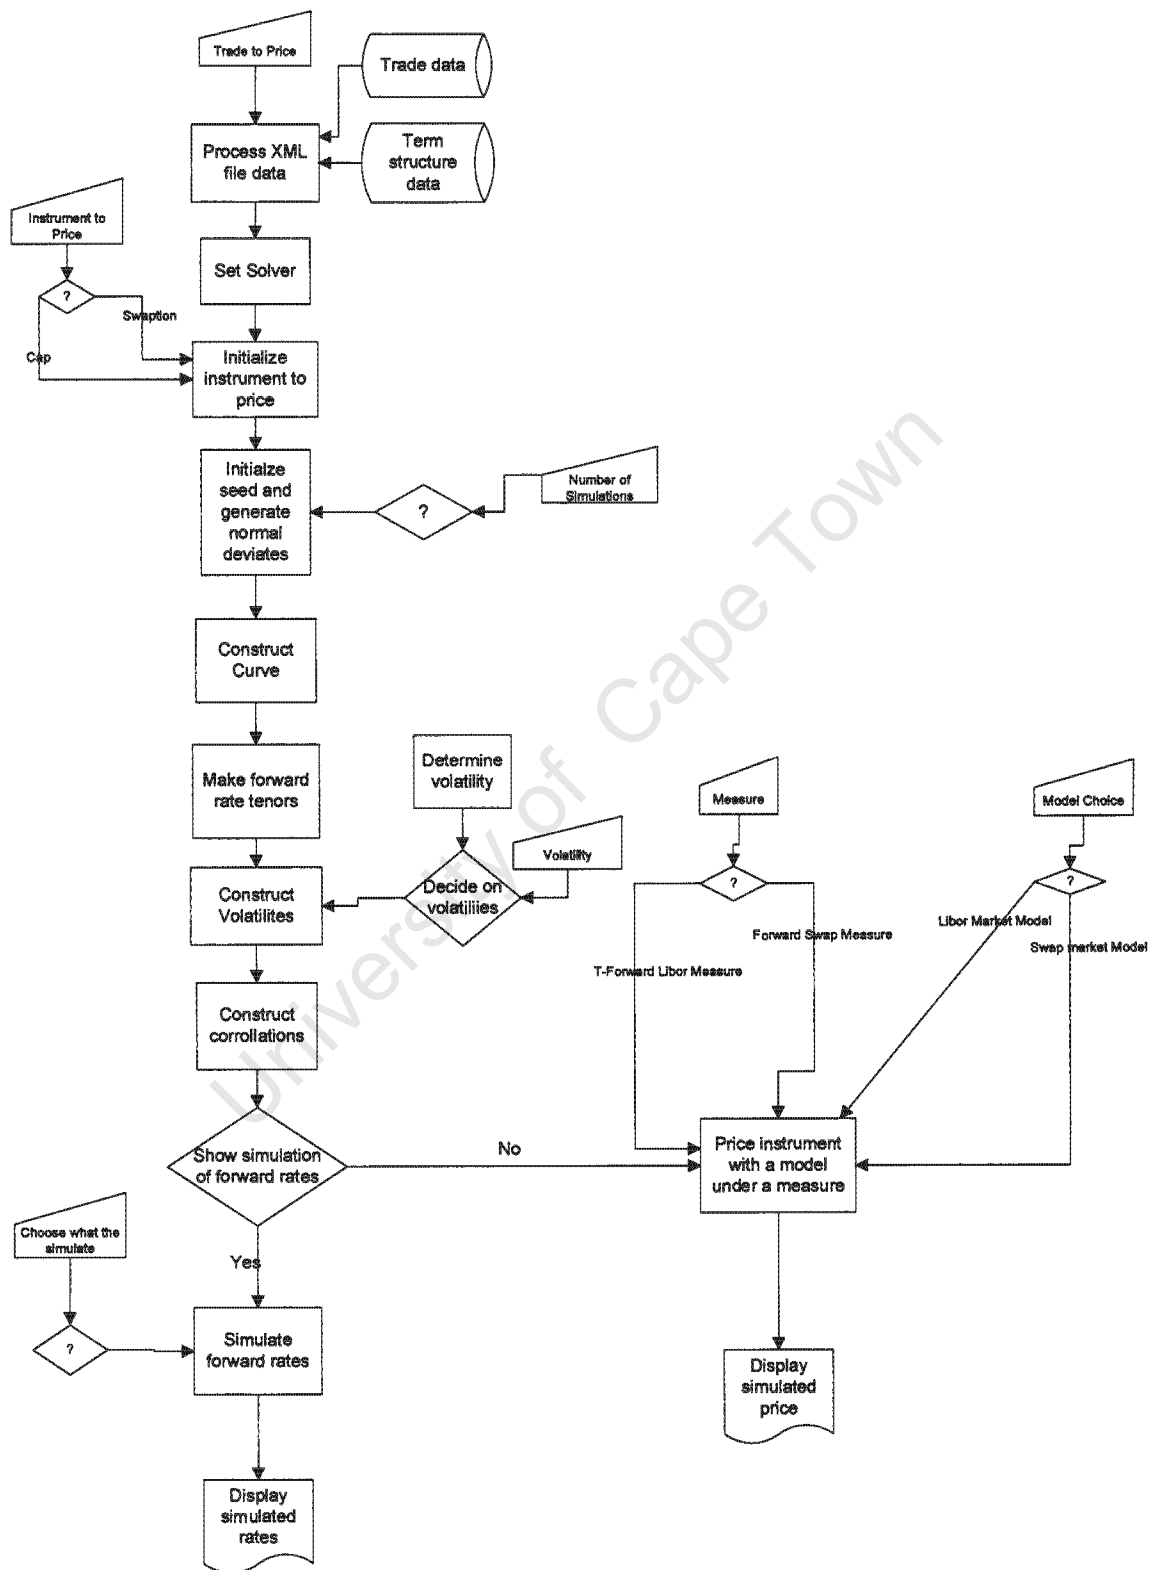 Trade to Price
Trade data
Process XML
file data
Term
structure
data
Instrument to
Price
Set Solver
?
Swaption
Cap
Initialize
instrument to
price
Initialze
seed and
generate
normal
deviates
?
Number of
Simulations
Construct
Curve
Make forward
rate tenors
Determine
volatility
Measure
Model Choice
Volatility
Construct
Volatilites
Decide on
volatiliies
?
?
Libor Market Model
Forward Swap Measure
Swap market Model
T-Forward Libor Measure
Construct
corrollations
Show simulation
of forward rates
No
Price instrument
with a model
under a measure
Choose what the
simulate
Yes
?
Simulate
forward rates
Display
simulated
price
Display
simulated
rates
University of Cape Town